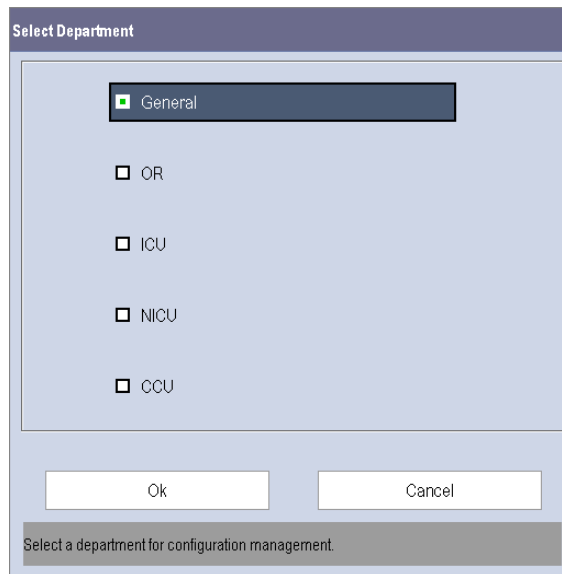 Select Department
General
OR
ICU
NICU
CCU
Ok
Cancel
Select a department for configuration management.